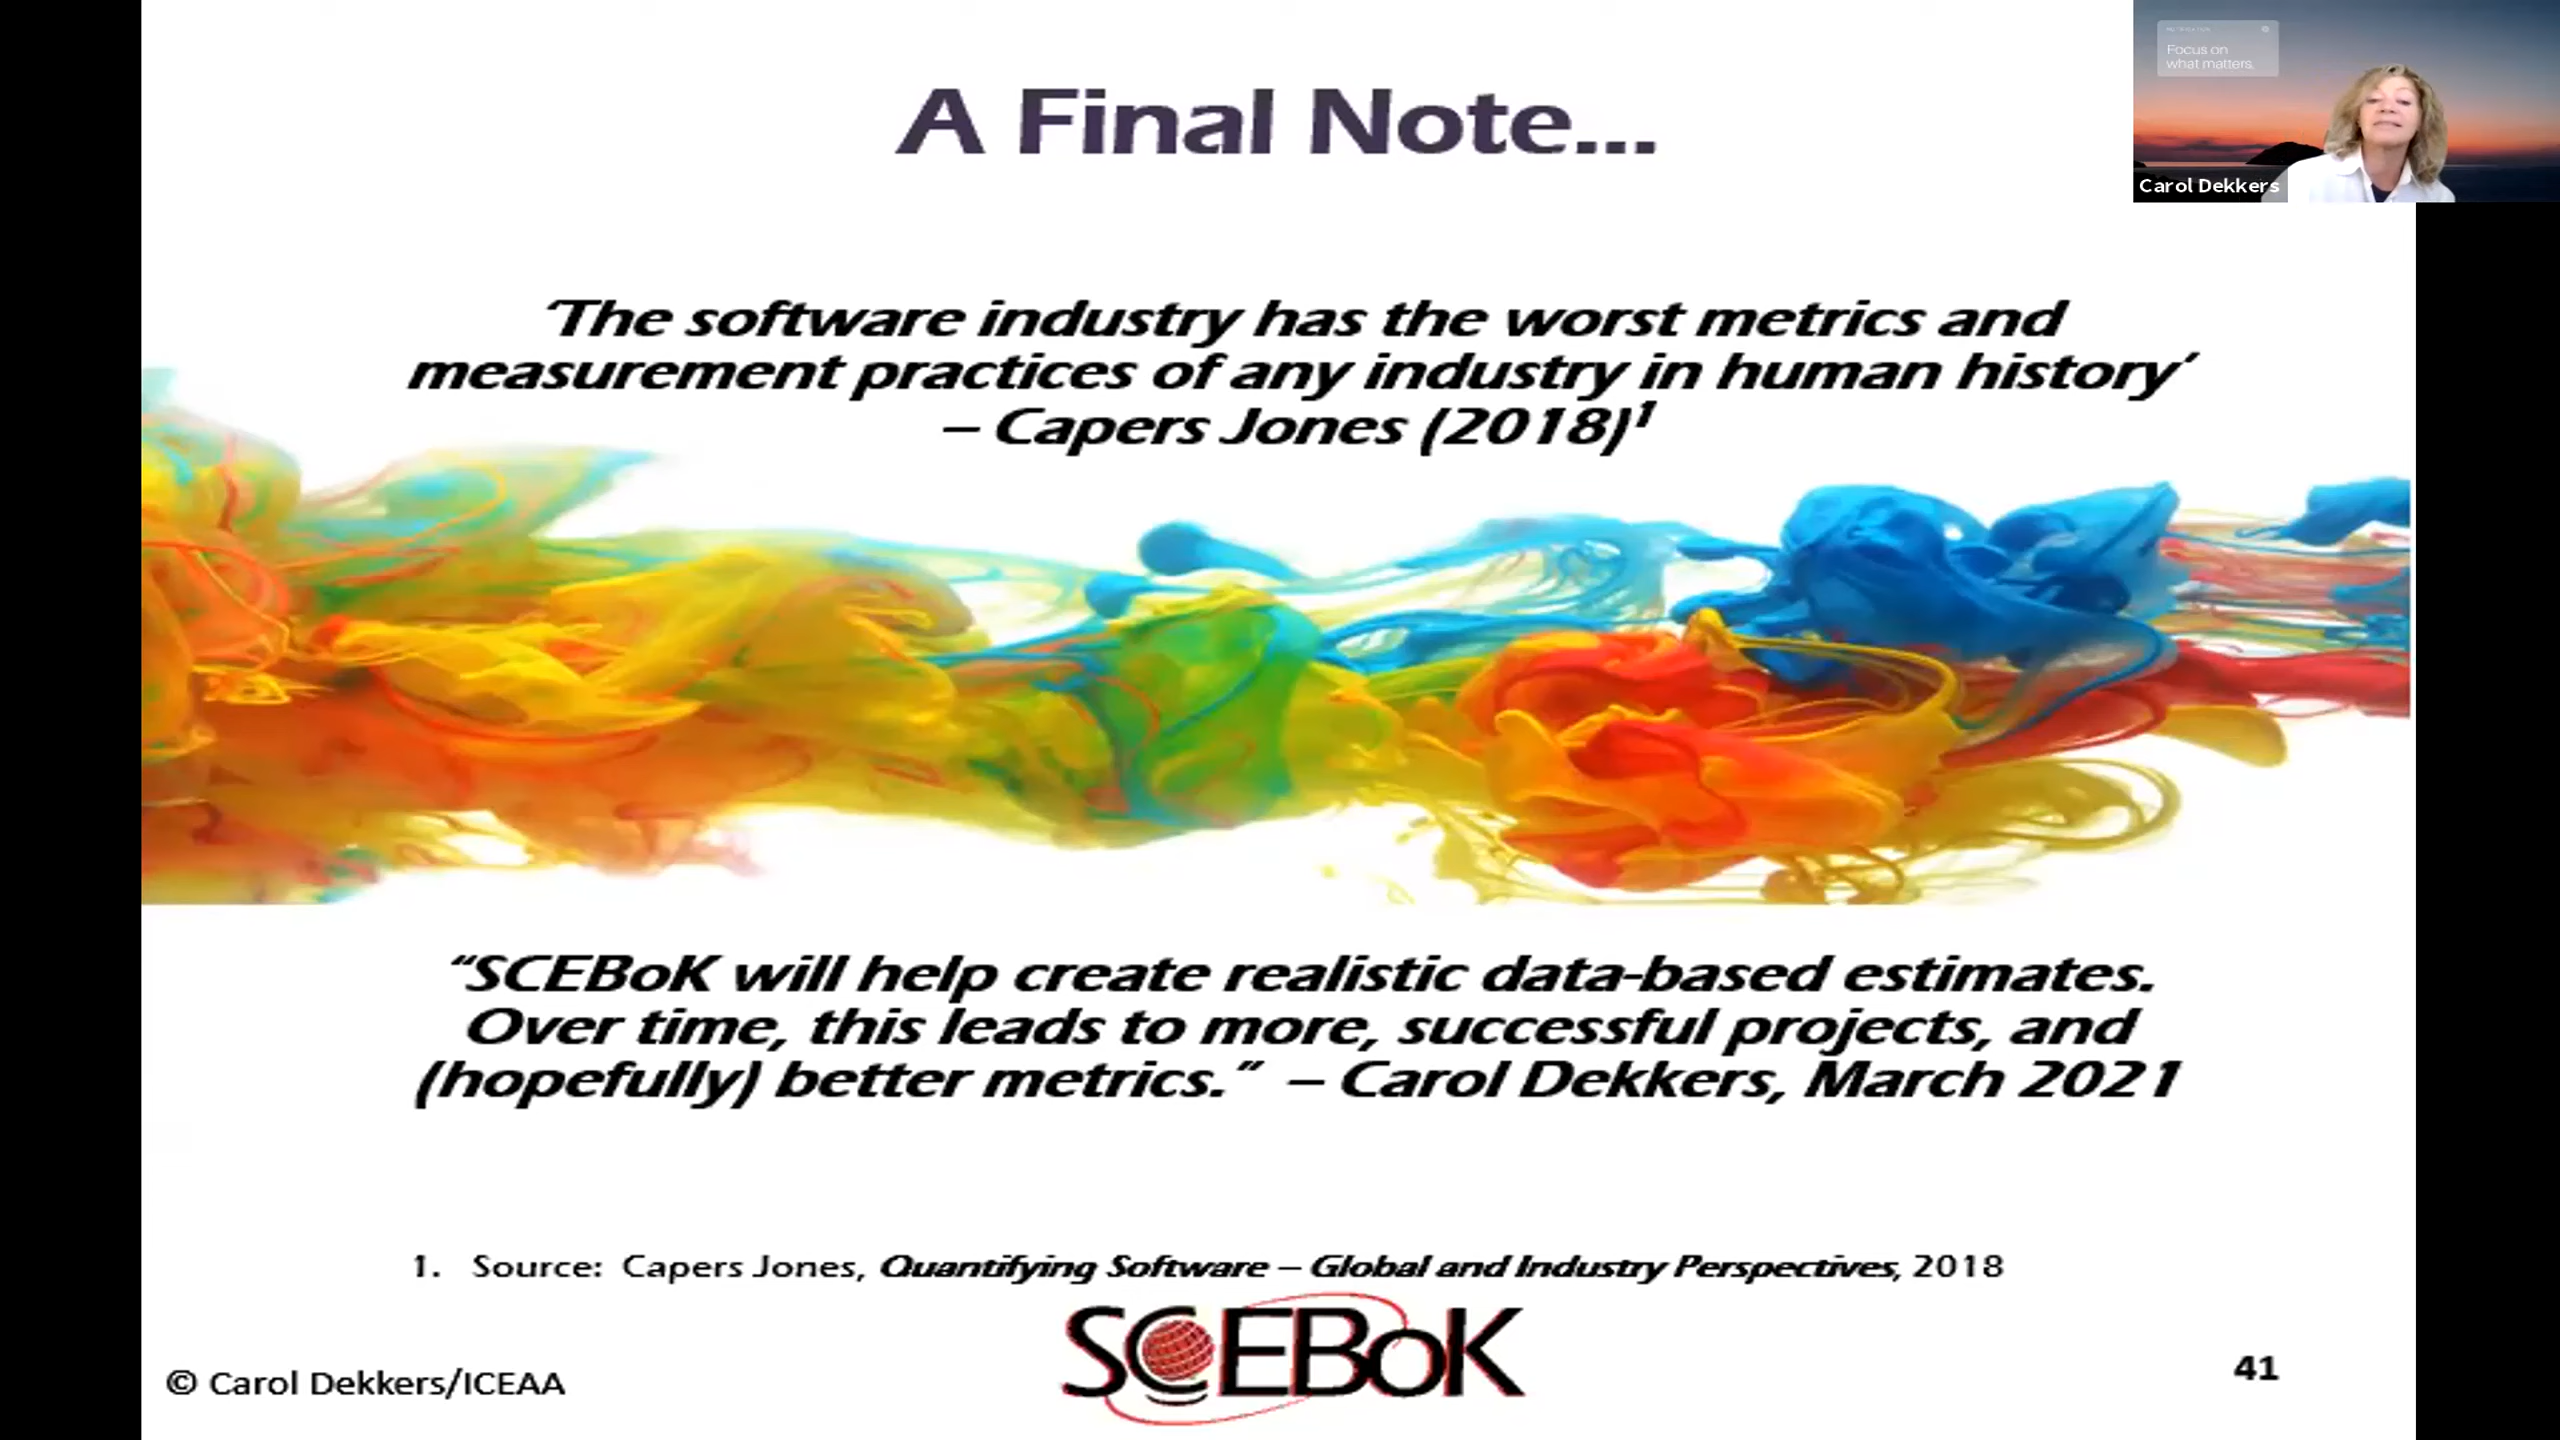 A Final Note...
Focus on
what matters.
Carol Dekkers
‘The software industry has the worst metrics and
measurement practices of any industry in human history’
– Capers Jones (2018)¹
“SCEBoK will help create realistic data-based estimates.
Over time, this leads to more, successful projects, and
(hopefully) better metrics.” – Carol Dekkers, March 2021
1. Source: Capers Jones, Quantifying Software – Global and Industry Perspectives, 2018
SCEBoK
© Carol Dekkers/ICEAA
41